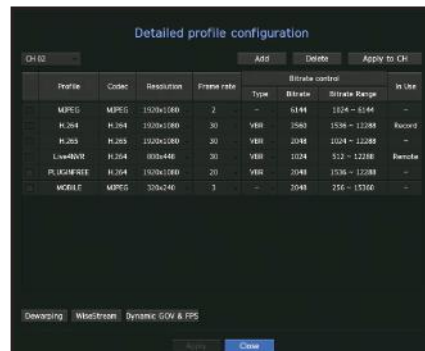 Detailed profile configuration
CH 02 Add Delete Apply to CH
Profile Codec Resolution Frame rate Bitrate control In Use
Type Bitrate Bitrate Range
MJPEG MJPEG 1920x1080 2 - 6144 1024 ~ 6144 -
H.264 H.264 1920x1080 30 VBR 2560 1536 ~ 12288 Record
H.265 H.265 1920x1080 30 VBR 2048 1024 ~ 12288 -
Live4NVR H.264 800x448 30 VBR 1024 512 ~ 12288 Remote
PLUGINFREE H.264 1920x1080 20 VBR 2048 1536 ~ 12288 -
MOBILE MJPEG 320x240 3 - 2048 256 ~ 15360 -
Dewarping WiseStream Dynamic GOV & FPS
Apply Close